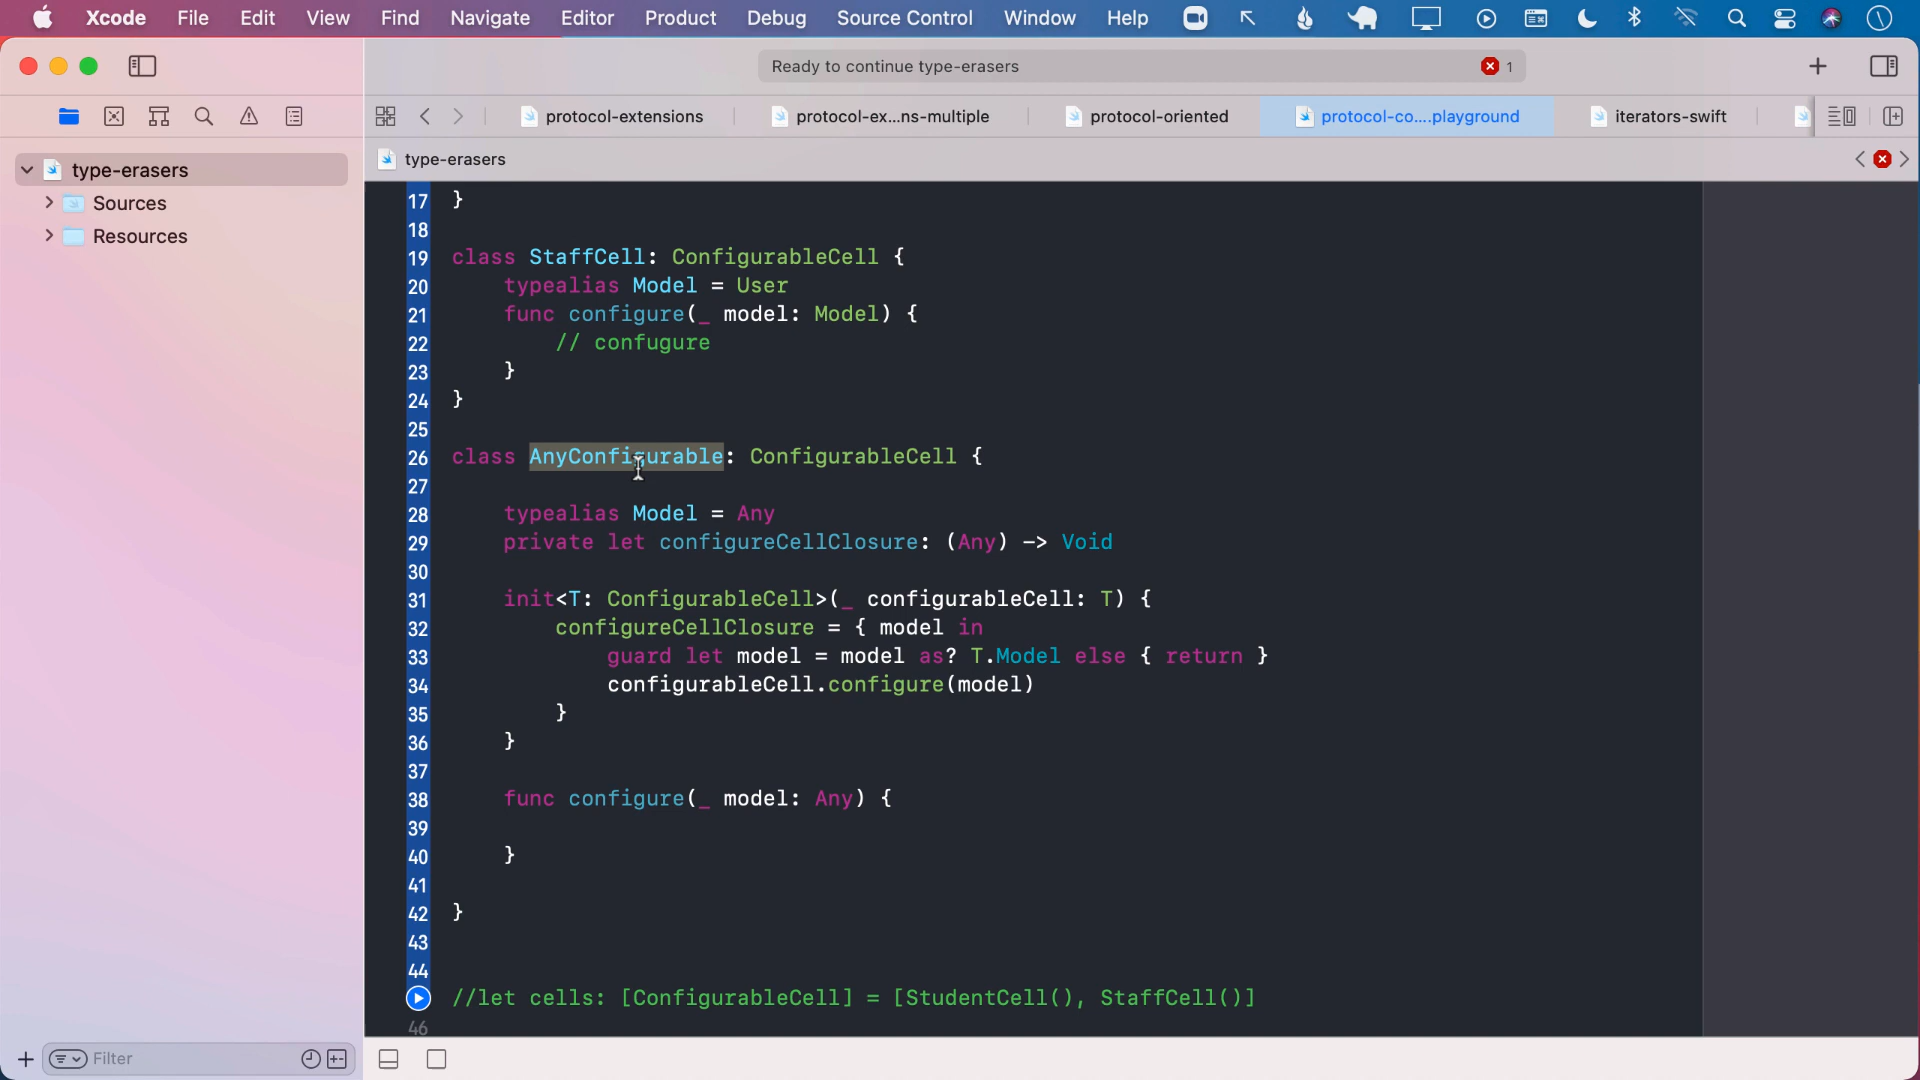 Xcode File Edit View Find Navigate Editor Product Debug Source Control Window Help
Ready to continue type-erasers 1
protocol-extensions protocol-ex...ns-multiple protocol-oriented protocol-co....playground iterators-swift
type-erasers
type-erasers
Sources
Resources
17 }
18
19 class StaffCell: ConfigurableCell {
20 typealias Model = User
21 func configure(_ model: Model) {
22 // confugure
23 }
24 }
25
26 class AnyConfigurable: ConfigurableCell {
27
28 typealias Model = Any
29 private let configureCellClosure: (Any) -> Void
30
31 init<T: ConfigurableCell>(_ configurableCell: T) {
32 configureCellClosure = { model in
33 guard let model = model as? T.Model else { return }
34 configurableCell.configure(model)
35 }
36 }
37
38 func configure(_ model: Any) {
39
40 }
41
42 }
43
44
//let cells: [ConfigurableCell] = [StudentCell(), StaffCell()]
46
Filter